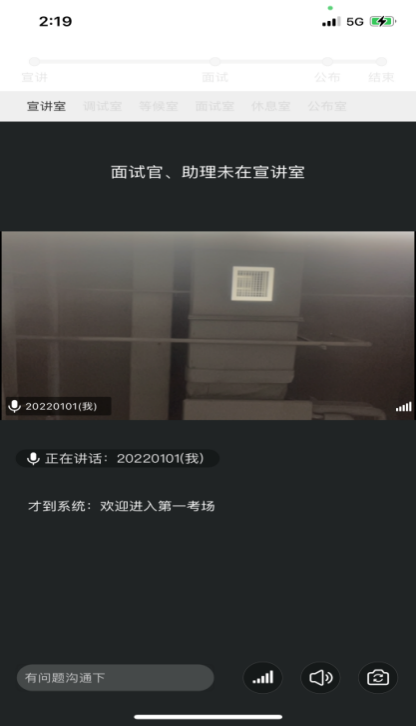 2:19
5G
宣讲 面试 公布 结束
宣讲室 调试室 等候室 面试室 休息室 公布室
面试官、助理未在宣讲室
20220101(我)
正在讲话：20220101(我)
才到系统：欢迎进入第一考场
有问题沟通下